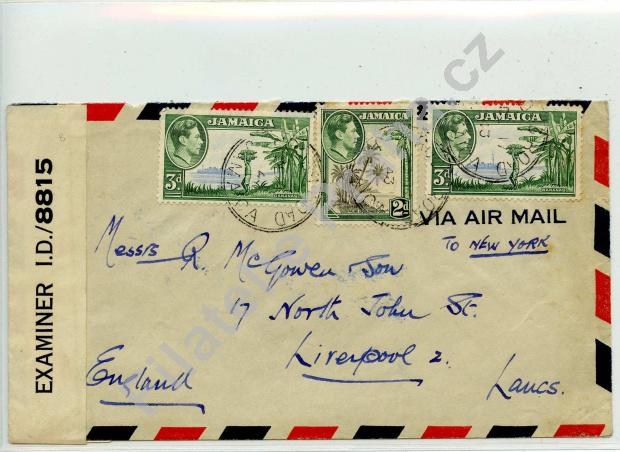 EXAMINER I.D./8815
JAMAICA
3d
JAMAICA
2d
JAMAICA
3d
BANANAS
VIA AIR MAIL
TO NEW YORK
Messrs R. McGowen & Son
17 North John St.
Liverpool 2.
England
Lancs.